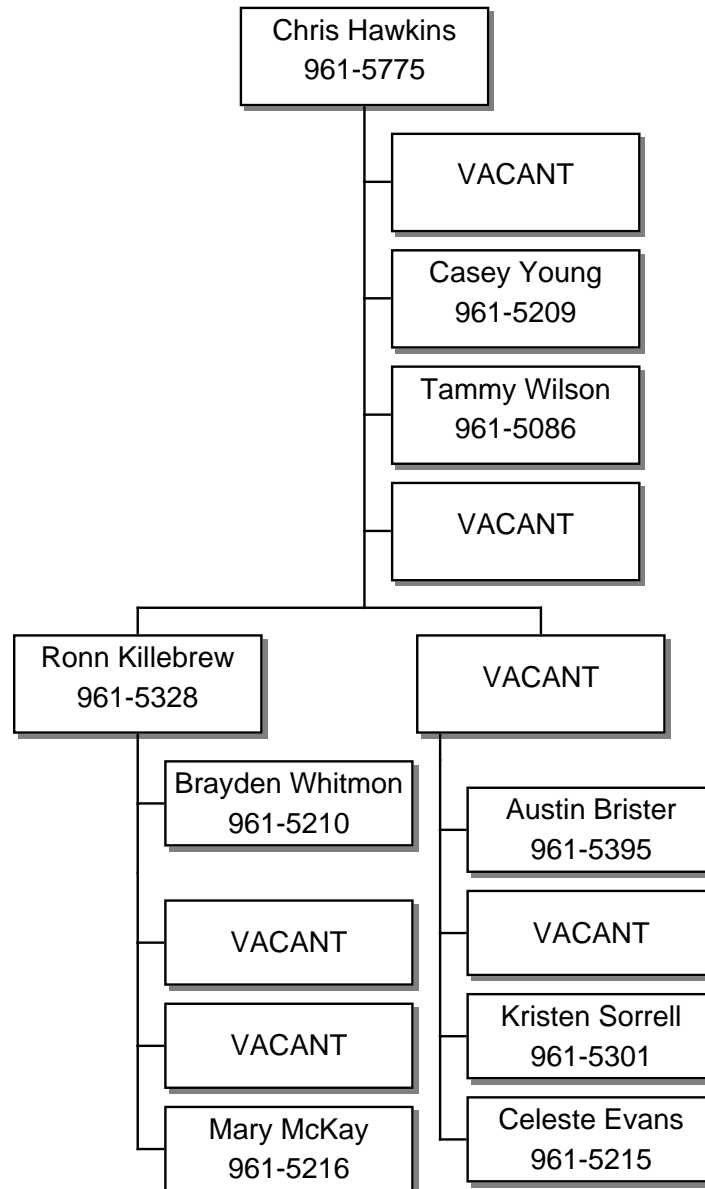 Chris Hawkins
961-5775
VACANT
Casey Young
961-5209
Tammy Wilson
961-5086
VACANT
Ronn Killebrew
961-5328
VACANT
Brayden Whitmon
961-5210
VACANT
VACANT
Mary McKay
961-5216
Austin Brister
961-5395
VACANT
Kristen Sorrell
961-5301
Celeste Evans
961-5215